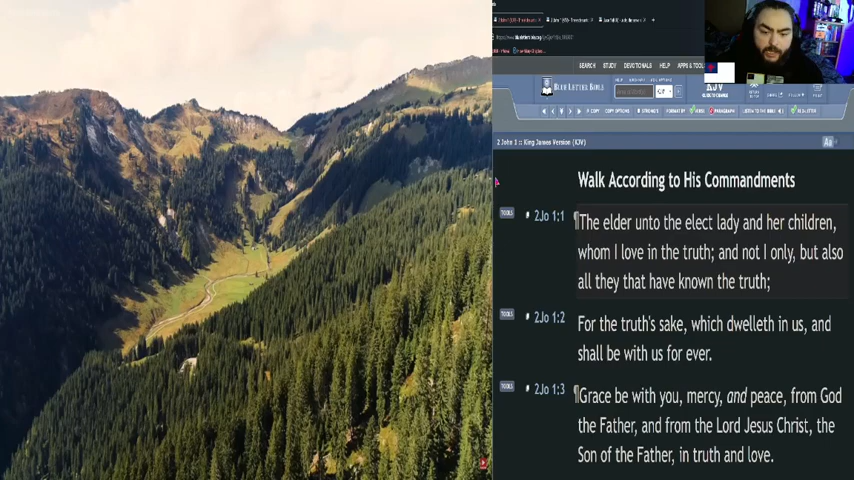 SEARCH STUDY DEVOTIONALS HELP APPS & TOOLS
BLUE LETTER BIBLE
KJV
2 John 1 :: King James Version (KJV)
Aa
Walk According to His Commandments
TOOLS 2Jo 1:1 ¶The elder unto the elect lady and her children,
whom I love in the truth; and not I only, but also
all they that have known the truth;
TOOLS 2Jo 1:2 For the truth's sake, which dwelleth in us, and
shall be with us for ever.
TOOLS 2Jo 1:3 ¶Grace be with you, mercy, and peace, from God
the Father, and from the Lord Jesus Christ, the
Son of the Father, in truth and love.